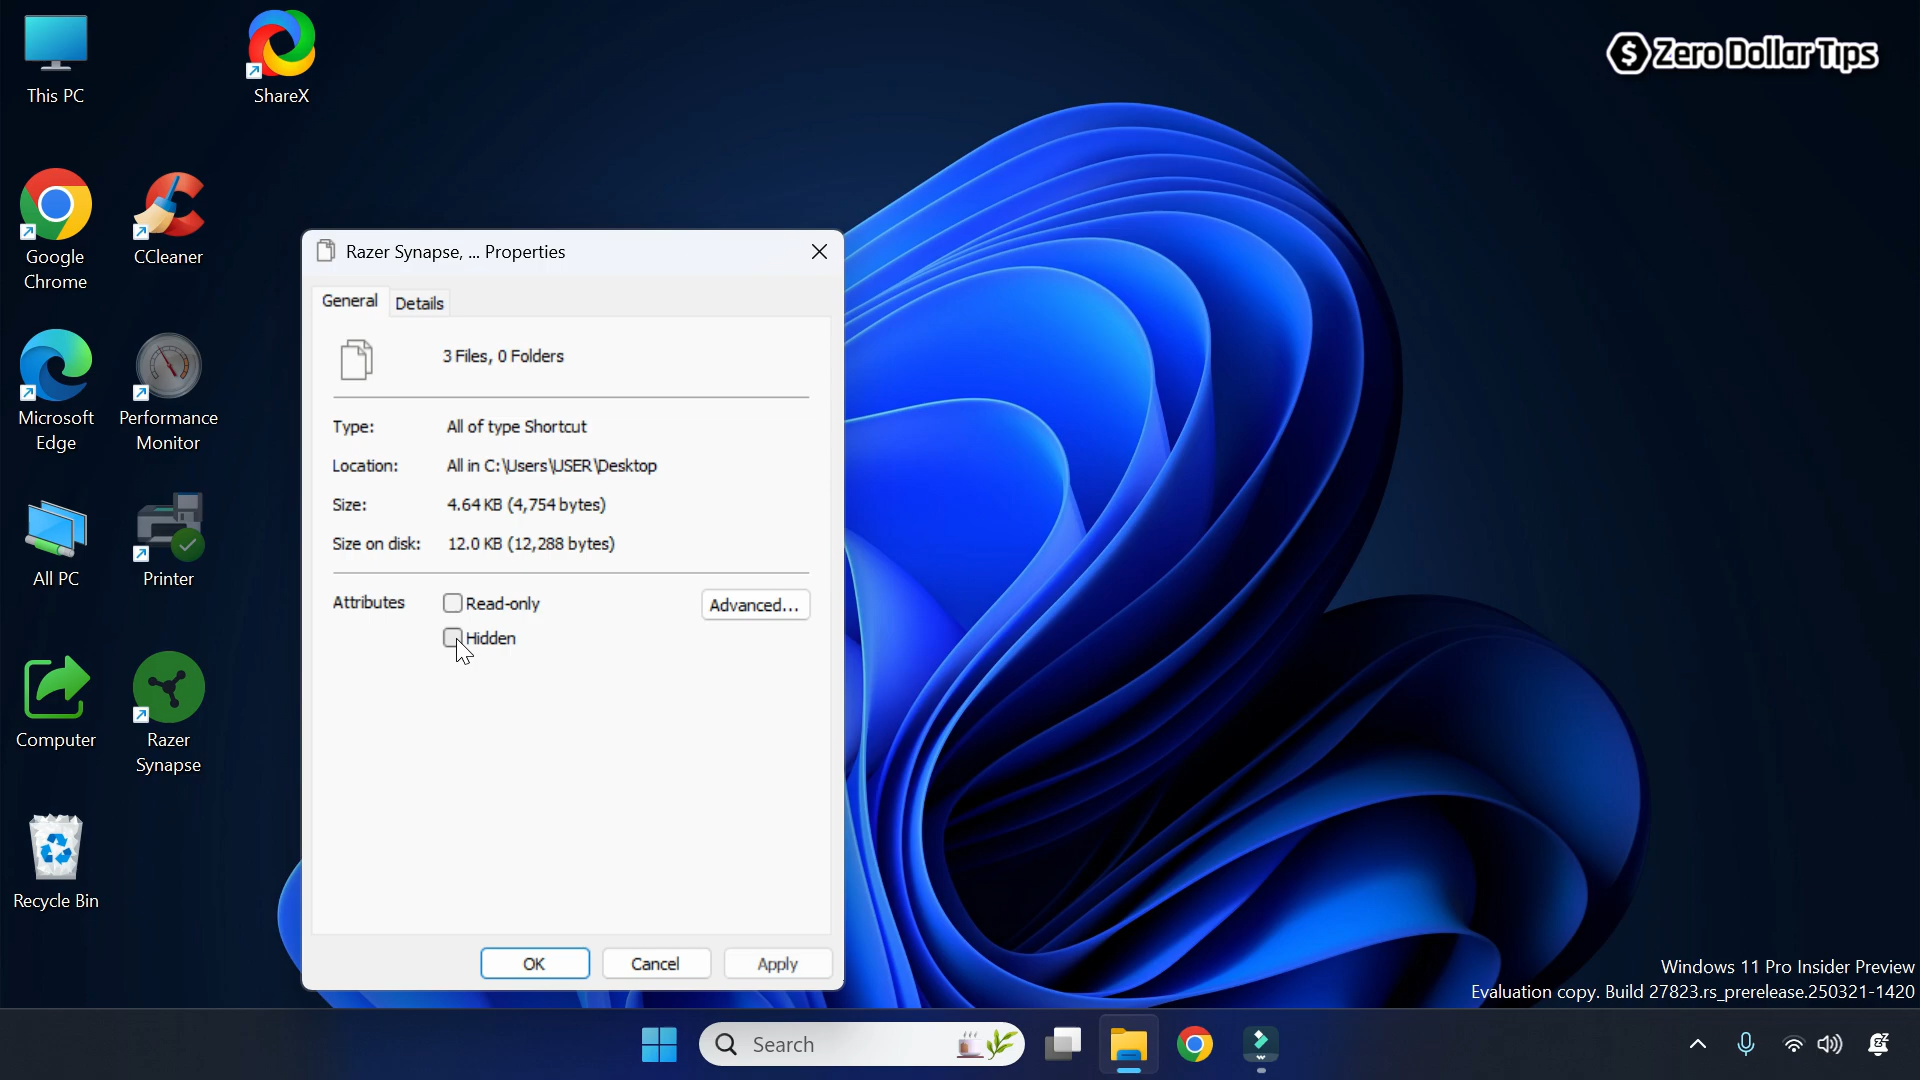 This PC
ShareX
Zero Dollar Tips
Google
Chrome
CCleaner
Microsoft
Edge
Performance
Monitor
All PC
Printer
Computer
Razer
Synapse
Recycle Bin
Razer Synapse, ... Properties
General
Details
3 Files, 0 Folders
Type: All of type Shortcut
Location: All in C:\Users\USER\Desktop
Size: 4.64 KB (4,754 bytes)
Size on disk: 12.0 KB (12,288 bytes)
Attributes Read-only Advanced...
Hidden
OK Cancel Apply
Windows 11 Pro Insider Preview
Evaluation copy. Build 27823.rs_prerelease.250321-1420
Search